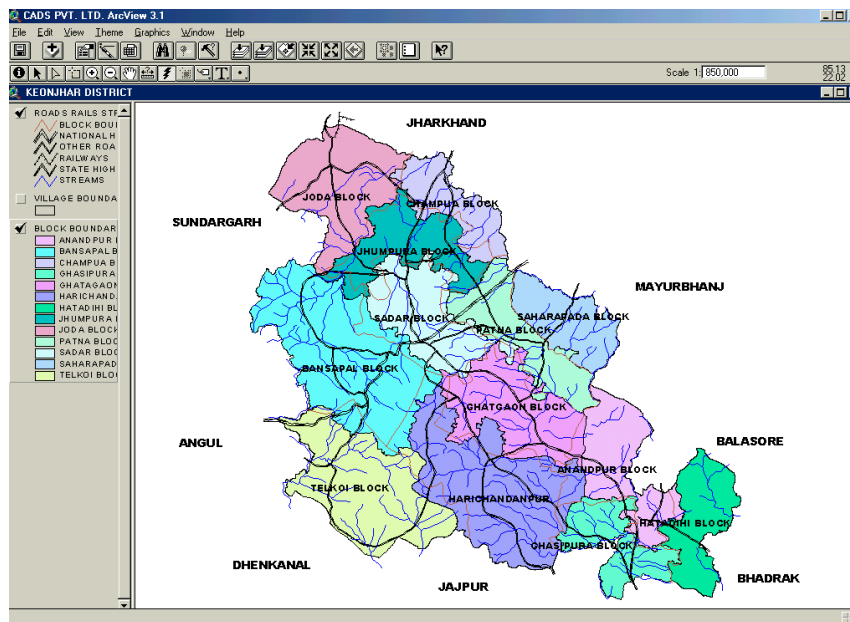 CADS PVT. LTD. ArcView 3.1
File Edit View Theme Graphics Window Help
Scale 1: 850,000
85.13
22.02
KEONJHAR DISTRICT
ROADS RAILS STR
BLOCK BOUI
NATIONAL H
OTHER ROA
RAILWAYS
STATE HIGH
STREAMS
VILLAGE BOUNDA
BLOCK BOUNDAR
ANANDPUR
BANSAPAL B
CHAMPUA B
GHASIPURA
GHATAGAON
HARICHAND.
HATADIHI BL
JHUMPURA
JODA BLOCK
PATNA BLOC
SADAR BLOC
SAHARAPAD
TELKOI BLO
JHARKHAND
JODA BLOCK
CHAMPUA BLOCK
SUNDARGARH
JHUMPURA BLOCK
MAYURBHANJ
SADAR BLOCK
SAHARAPADA BLOCK
PATNA BLOCK
BANSAPAL BLOCK
GHATGAON BLOCK
ANGUL
BALASORE
ANANDPUR BLOCK
TELKOI BLOCK
HARICHANDANPUR
HATADIHI BLOCK
GHASIPURA BLOCK
DHENKANAL
BHADRAK
JAJPUR